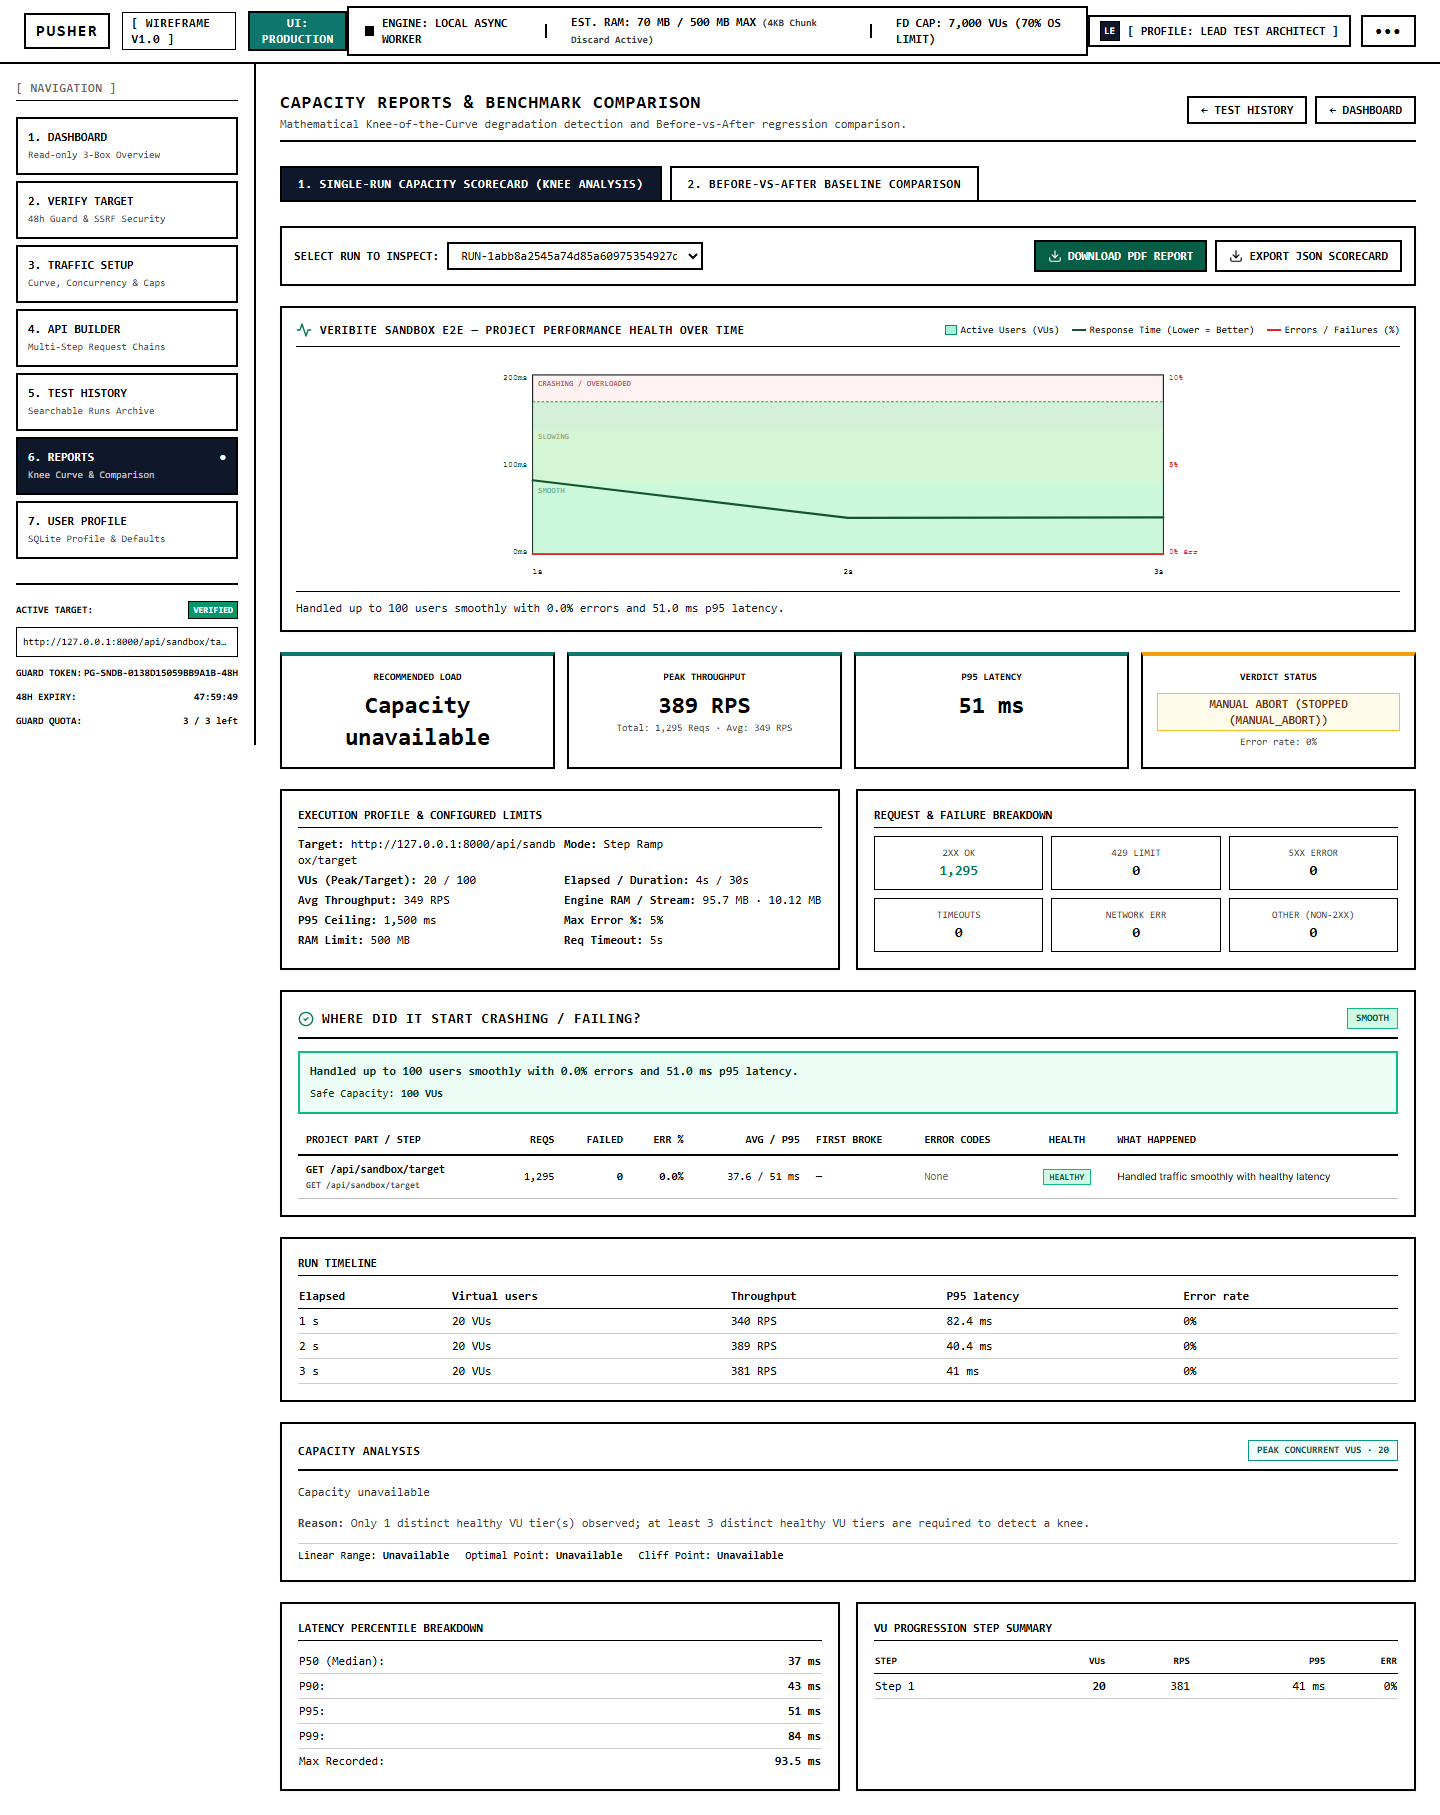 PUSHER
[ WIREFRAME V1.0 ]
UI: PRODUCTION
ENGINE: LOCAL ASYNC WORKER
EST. RAM: 70 MB / 500 MB MAX (4KB Chunk Discard Active)
FD CAP: 7,000 VUs (70% OS LIMIT)
LE [ PROFILE: LEAD TEST ARCHITECT ]
•••
[ NAVIGATION ]
1. DASHBOARD
Read-only 3-Box Overview
2. VERIFY TARGET
48h Guard & SSRF Security
3. TRAFFIC SETUP
Curve, Concurrency & Caps
4. API BUILDER
Multi-Step Request Chains
5. TEST HISTORY
Searchable Runs Archive
6. REPORTS
Knee Curve & Comparison
7. USER PROFILE
SQLite Profile & Defaults
ACTIVE TARGET: VERIFIED
http://127.0.0.1:8000/api/sandbox/ta…
GUARD TOKEN: PG-SNDB-0138D15059BB9A1B-48H
48H EXPIRY: 47:59:49
GUARD QUOTA: 3 / 3 left
CAPACITY REPORTS & BENCHMARK COMPARISON
Mathematical Knee-of-the-Curve degradation detection and Before-vs-After regression comparison.
← TEST HISTORY
← DASHBOARD
1. SINGLE-RUN CAPACITY SCORECARD (KNEE ANALYSIS)
2. BEFORE-VS-AFTER BASELINE COMPARISON
SELECT RUN TO INSPECT: RUN-1abb8a2545a74d85a60975354927c
DOWNLOAD PDF REPORT
EXPORT JSON SCORECARD
VERIBITE SANDBOX E2E — PROJECT PERFORMANCE HEALTH OVER TIME
Active Users (VUs) Response Time (Lower = Better) Errors / Failures (%)
200ms CRASHING / OVERLOADED 10%
SLOWING
100ms 5%
SMOOTH
0ms 0% err
1s 2s 3s
Handled up to 100 users smoothly with 0.0% errors and 51.0 ms p95 latency.
RECOMMENDED LOAD
Capacity
unavailable
PEAK THROUGHPUT
389 RPS
Total: 1,295 Reqs · Avg: 349 RPS
P95 LATENCY
51 ms
VERDICT STATUS
MANUAL ABORT (STOPPED
(MANUAL_ABORT))
Error rate: 0%
EXECUTION PROFILE & CONFIGURED LIMITS
Target: http://127.0.0.1:8000/api/sandb
ox/target
Mode: Step Ramp
VUs (Peak/Target): 20 / 100
Elapsed / Duration: 4s / 30s
Avg Throughput: 349 RPS
Engine RAM / Stream: 95.7 MB · 10.12 MB
P95 Ceiling: 1,500 ms
Max Error %: 5%
RAM Limit: 500 MB
Req Timeout: 5s
REQUEST & FAILURE BREAKDOWN
2XX OK
1,295
429 LIMIT
0
5XX ERROR
0
TIMEOUTS
0
NETWORK ERR
0
OTHER (NON-2XX)
0
WHERE DID IT START CRASHING / FAILING?
SMOOTH
Handled up to 100 users smoothly with 0.0% errors and 51.0 ms p95 latency.
Safe Capacity: 100 VUs
PROJECT PART / STEP REQS FAILED ERR % AVG / P95 FIRST BROKE ERROR CODES HEALTH WHAT HAPPENED
GET /api/sandbox/target
GET /api/sandbox/target
1,295 0 0.0% 37.6 / 51 ms — None HEALTHY Handled traffic smoothly with healthy latency
RUN TIMELINE
Elapsed Virtual users Throughput P95 latency Error rate
1 s 20 VUs 340 RPS 82.4 ms 0%
2 s 20 VUs 389 RPS 40.4 ms 0%
3 s 20 VUs 381 RPS 41 ms 0%
CAPACITY ANALYSIS
PEAK CONCURRENT VUS · 20
Capacity unavailable
Reason: Only 1 distinct healthy VU tier(s) observed; at least 3 distinct healthy VU tiers are required to detect a knee.
Linear Range: Unavailable Optimal Point: Unavailable Cliff Point: Unavailable
LATENCY PERCENTILE BREAKDOWN
P50 (Median): 37 ms
P90: 43 ms
P95: 51 ms
P99: 84 ms
Max Recorded: 93.5 ms
VU PROGRESSION STEP SUMMARY
STEP VUs RPS P95 ERR
Step 1 20 381 41 ms 0%